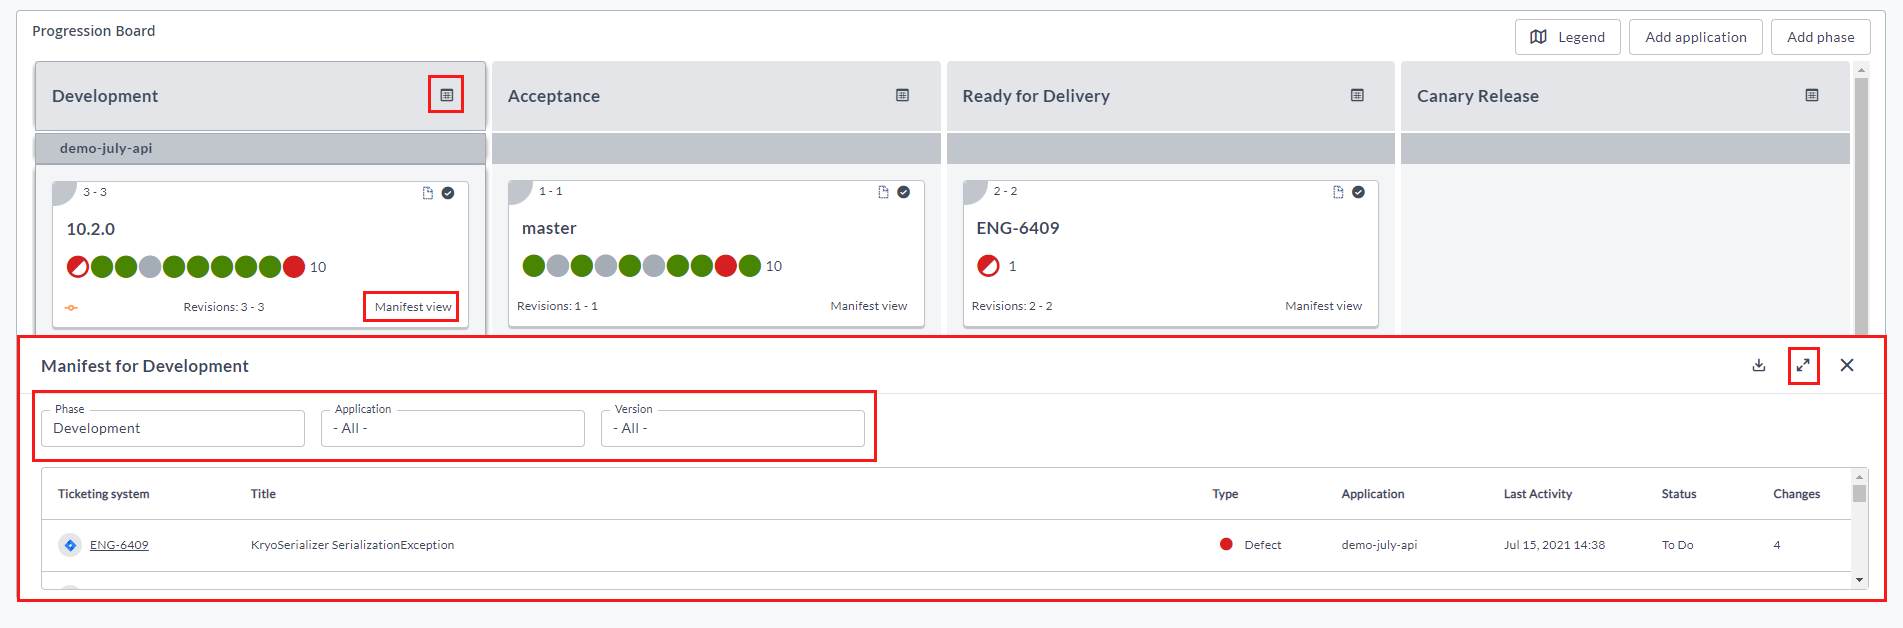 Progression Board
Legend
Add application
Add phase
Development
Acceptance
Ready for Delivery
Canary Release
demo-july-api
3 - 3
10.2.0
10
Revisions: 3 - 3
Manifest view
1 - 1
master
10
Revisions: 1 - 1
Manifest view
2 - 2
ENG-6409
1
Revisions: 2 - 2
Manifest view
Manifest for Development
Phase
Development
Application
- All -
Version
- All -
Ticketing system Title Type Application Last Activity Status Changes
ENG-6409 KryoSerializer SerializationException Defect demo-july-api Jul 15, 2021 14:38 To Do 4